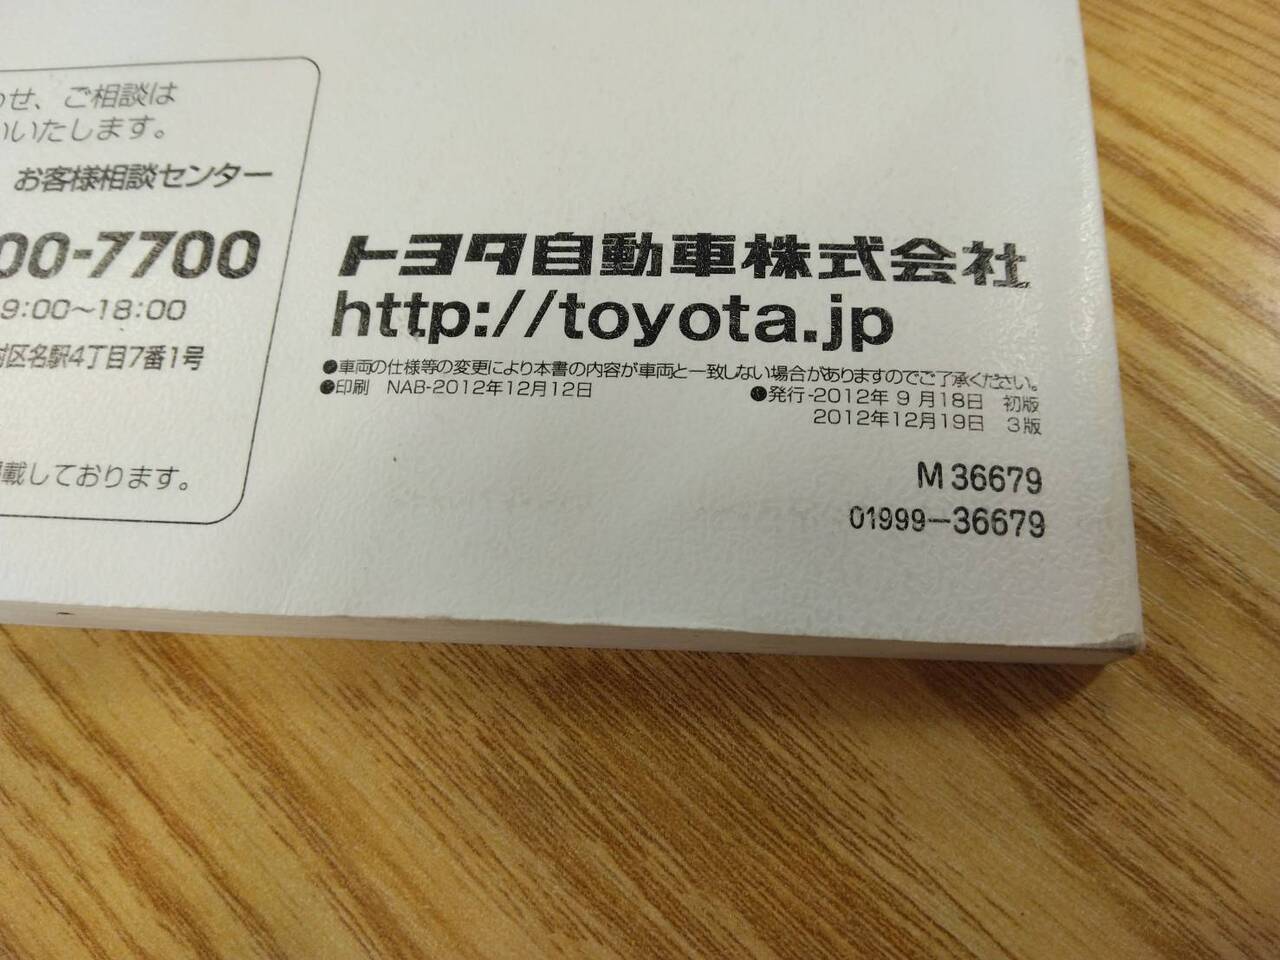 わせ、ご相談は
いいたします。
お客様相談センター
00-7700
9:00～18:00
村区名駅4丁目7番1号
掲載しております。
トヨタ自動車株式会社
http://toyota.jp
●車両の仕様等の変更により本書の内容が車両と一致しない場合がありますのでご了承ください。
●印刷 NAB-2012年12月12日 ●発行-2012年 9 月18日 初版
2012年12月19日 3版
M 36679
01999-36679